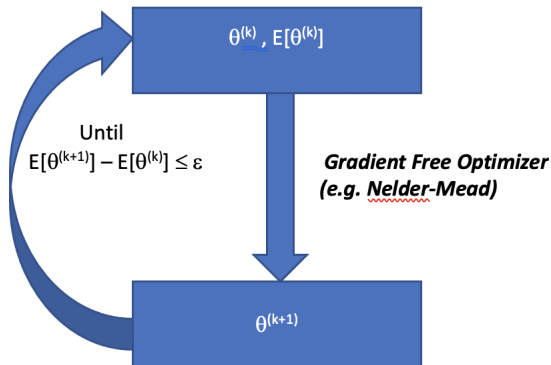 θ⁽ᵏ⁾ , E[θ⁽ᵏ⁾]
Until
E[θ⁽ᵏ⁺¹⁾] – E[θ⁽ᵏ⁾] ≤ ε
Gradient Free Optimizer
(e.g. Nelder-Mead)
θ⁽ᵏ⁺¹⁾